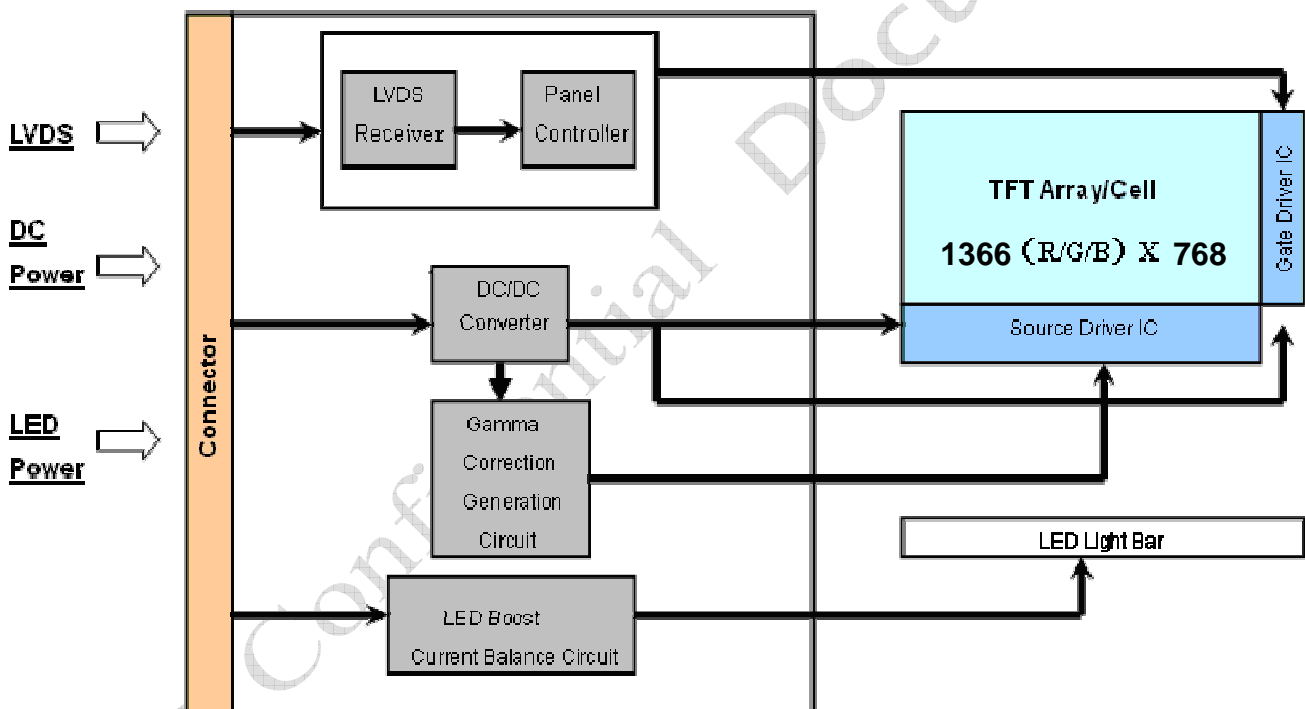 LVDS
DC
Power
LED
Power
Connector
LVDS
Receiver
Panel
Controller
DC/DC
Converter
Gamma
Correction
Generation
Circuit
LED Boost
Current Balance Circuit
TFT Array/Cell
1366 (R/G/B) X 768
Gate Driver IC
Source Driver IC
LED Light Bar
Confidential